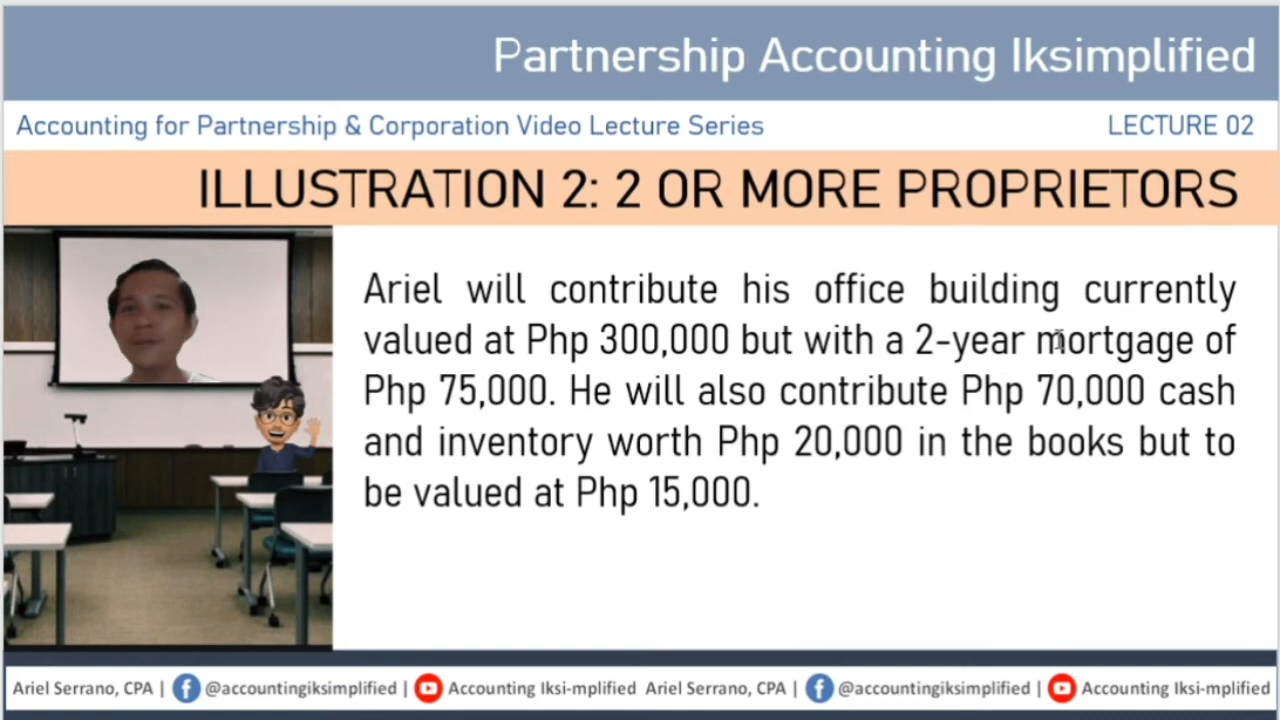 Partnership Accounting Iksimplified
Accounting for Partnership & Corporation Video Lecture Series LECTURE 02
ILLUSTRATION 2: 2 OR MORE PROPRIETORS
Ariel will contribute his office building currently
valued at Php 300,000 but with a 2-year mortgage of
Php 75,000. He will also contribute Php 70,000 cash
and inventory worth Php 20,000 in the books but to
be valued at Php 15,000.
Ariel Serrano, CPA | @accountingiksimplified | Accounting Iksi-mplified Ariel Serrano, CPA | @accountingiksimplified | Accounting Iksi-mplified